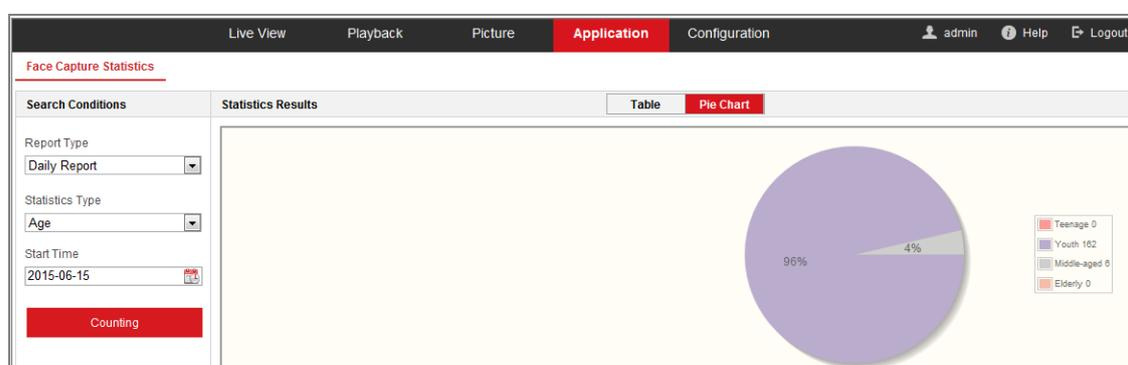 Live View Playback Picture Application Configuration admin Help Logout
Face Capture Statistics
Search Conditions Statistics Results Table Pie Chart
Report Type
Daily Report
Statistics Type
Age
Start Time
2015-06-15
Counting
96%
4%
Teenage 0
Youth 162
Middle-aged 6
Elderly 0